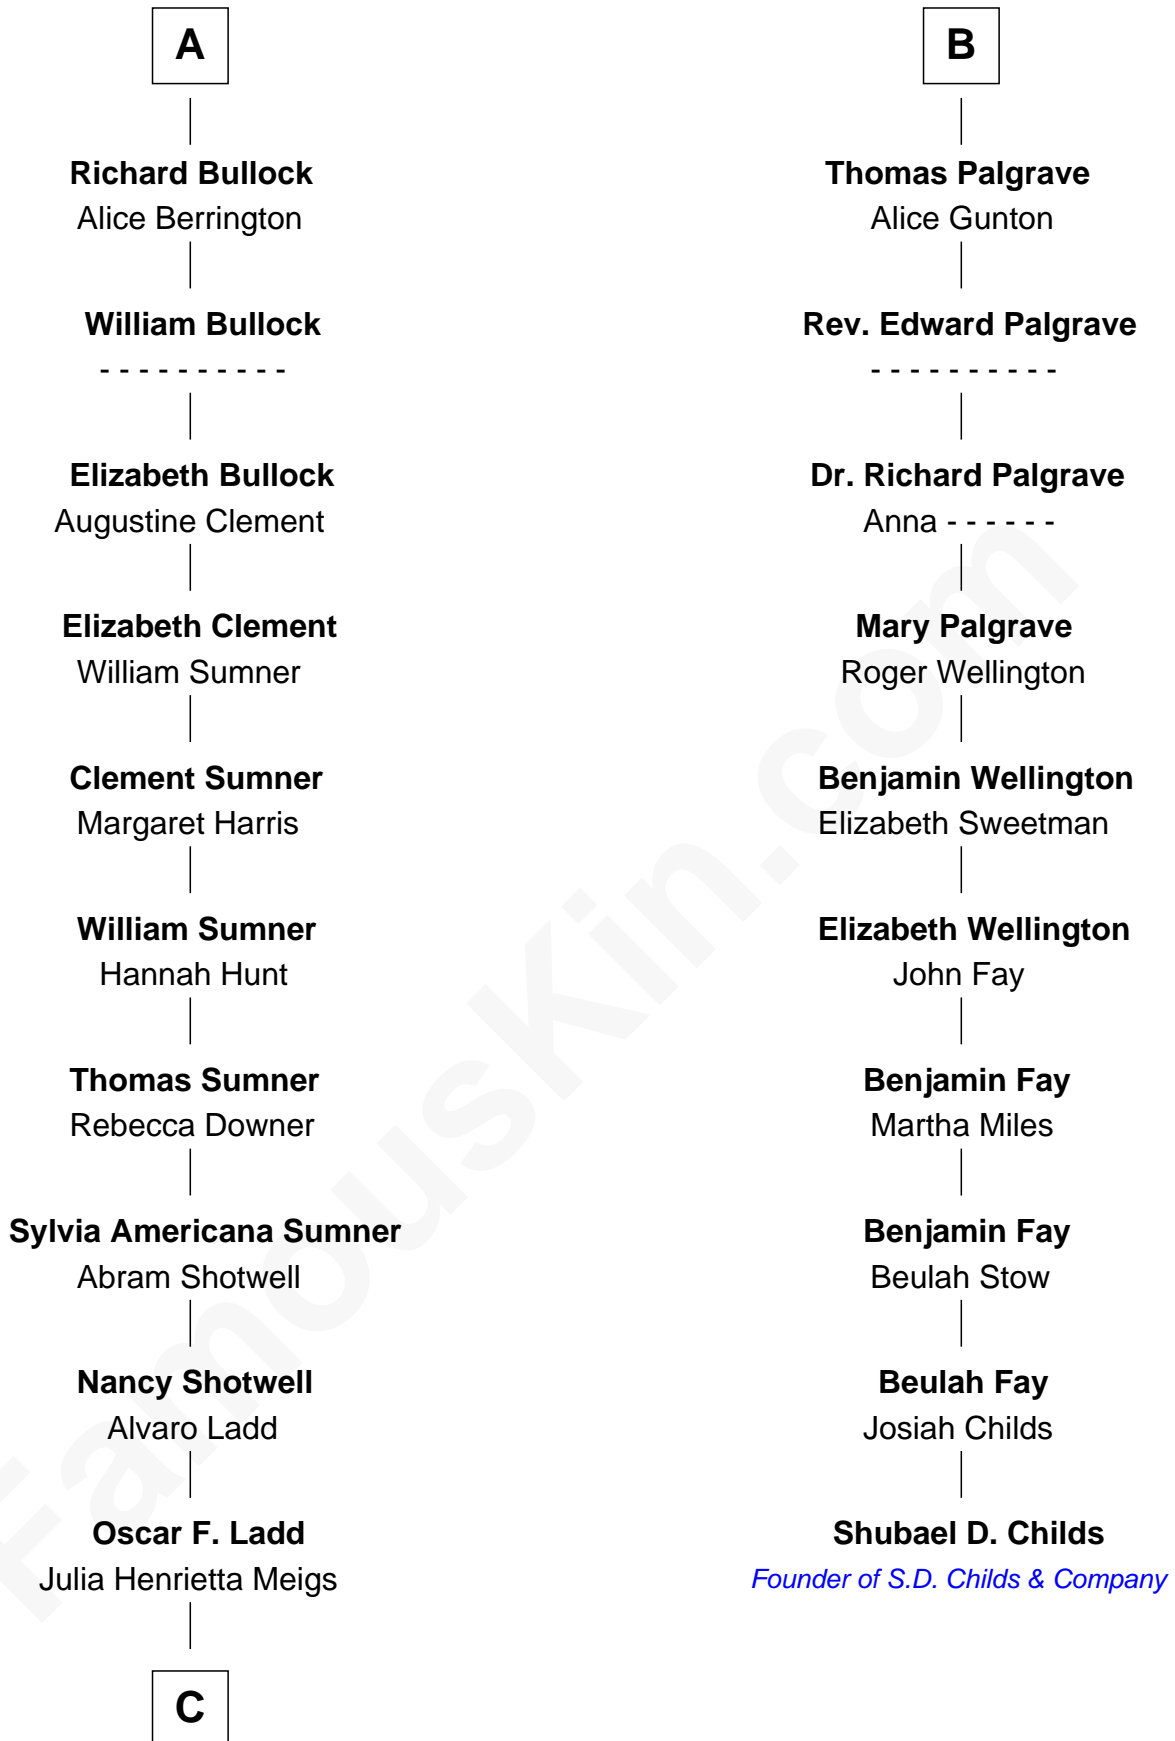 A
Richard Bullock
Alice Berrington
William Bullock
- - - - - - - - - -
Elizabeth Bullock
Augustine Clement
Elizabeth Clement
William Sumner
Clement Sumner
Margaret Harris
William Sumner
Hannah Hunt
Thomas Sumner
Rebecca Downer
Sylvia Americana Sumner
Abram Shotwell
Nancy Shotwell
Alvaro Ladd
Oscar F. Ladd
Julia Henrietta Meigs
C
B
Thomas Palgrave
Alice Gunton
Rev. Edward Palgrave
- - - - - - - - - -
Dr. Richard Palgrave
Anna - - - - - -
Mary Palgrave
Roger Wellington
Benjamin Wellington
Elizabeth Sweetman
Elizabeth Wellington
John Fay
Benjamin Fay
Martha Miles
Benjamin Fay
Beulah Stow
Beulah Fay
Josiah Childs
Shubael D. Childs
Founder of S.D. Childs & Company
FamousKin.com